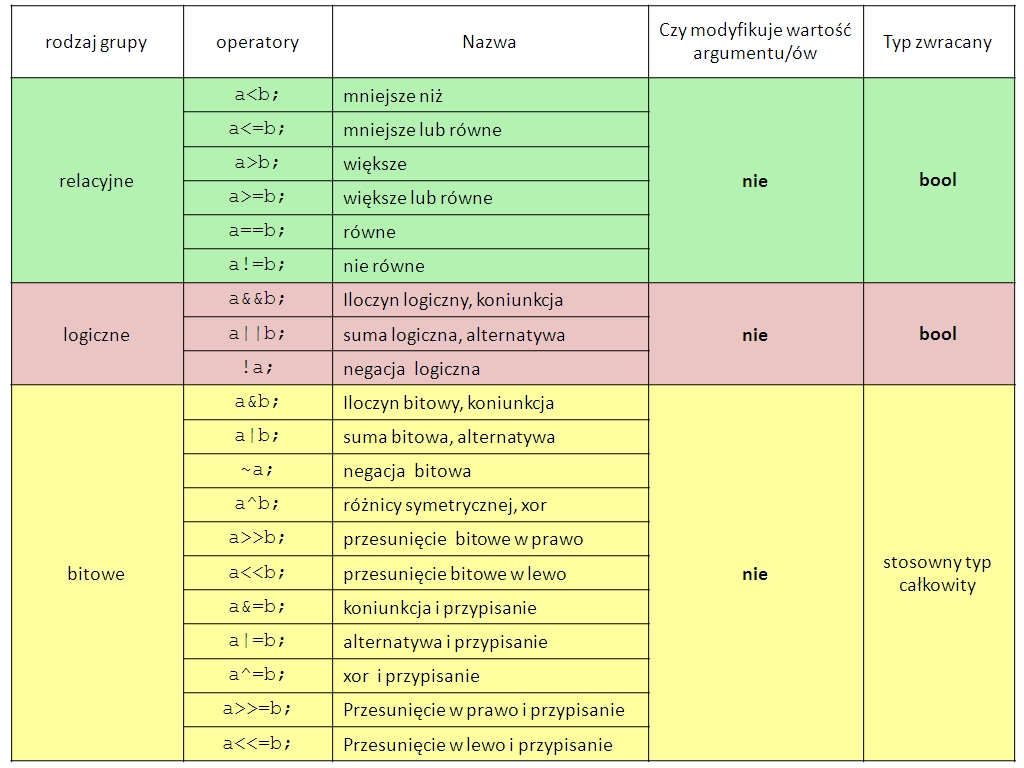 rodzaj grupy operatory Nazwa Czy modyfikuje wartość argumentu/ów Typ zwracany
relacyjne
a<b; mniejsze niż
a<=b; mniejsze lub równe
a>b; większe
a>=b; większe lub równe
a==b; równe
a!=b; nie równe
nie
bool
logiczne
a&&b; Iloczyn logiczny, koniunkcja
a||b; suma logiczna, alternatywa
!a; negacja logiczna
nie
bool
bitowe
a&b; Iloczyn bitowy, koniunkcja
a|b; suma bitowa, alternatywa
~a; negacja bitowa
a^b; różnicy symetrycznej, xor
a>>b; przesunięcie bitowe w prawo
a<<b; przesunięcie bitowe w lewo
a&=b; koniunkcja i przypisanie
a|=b; alternatywa i przypisanie
a^=b; xor i przypisanie
a>>=b; Przesunięcie w prawo i przypisanie
a<<=b; Przesunięcie w lewo i przypisanie
nie
stosowny typ
całkowity